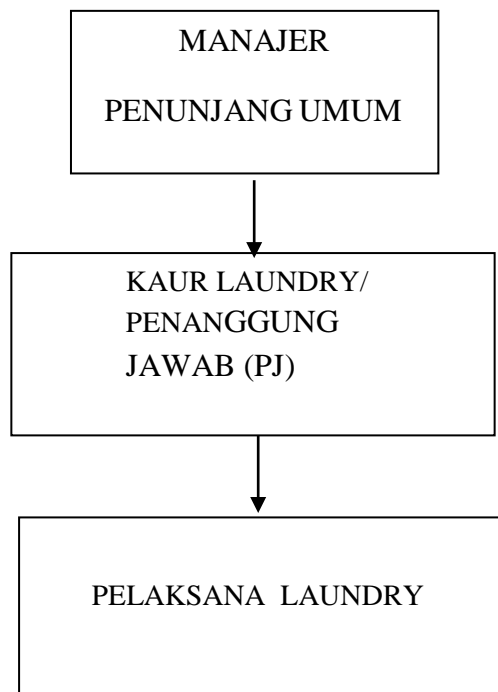 MANAJER
PENUNJANG UMUM
KAUR LAUNDRY/
PENANGGUNG
JAWAB (PJ)
PELAKSANA LAUNDRY